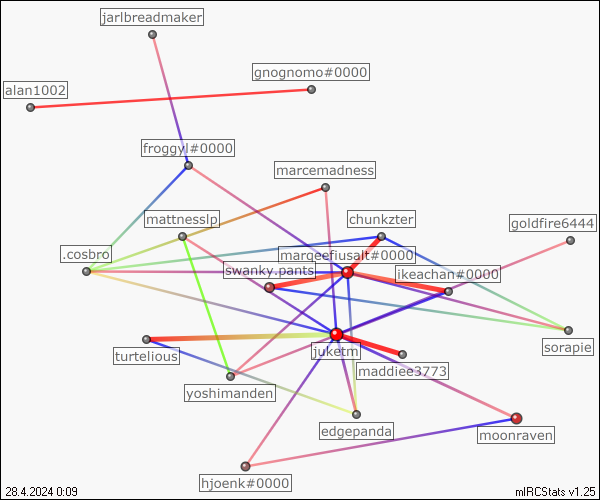 jarlbreadmaker
gnognomo#0000
alan1002
froggyl#0000
marcemadness
mattnesslp
chunkzter
goldfire6444
.cosbro
margeefiusalt#0000
swanky.pants
ikeachan#0000
juketm
sorapie
turtelious
maddiee3773
yoshimanden
edgepanda
moonraven
hjoenk#0000
28.4.2024 0:09
mIRCStats v1.25